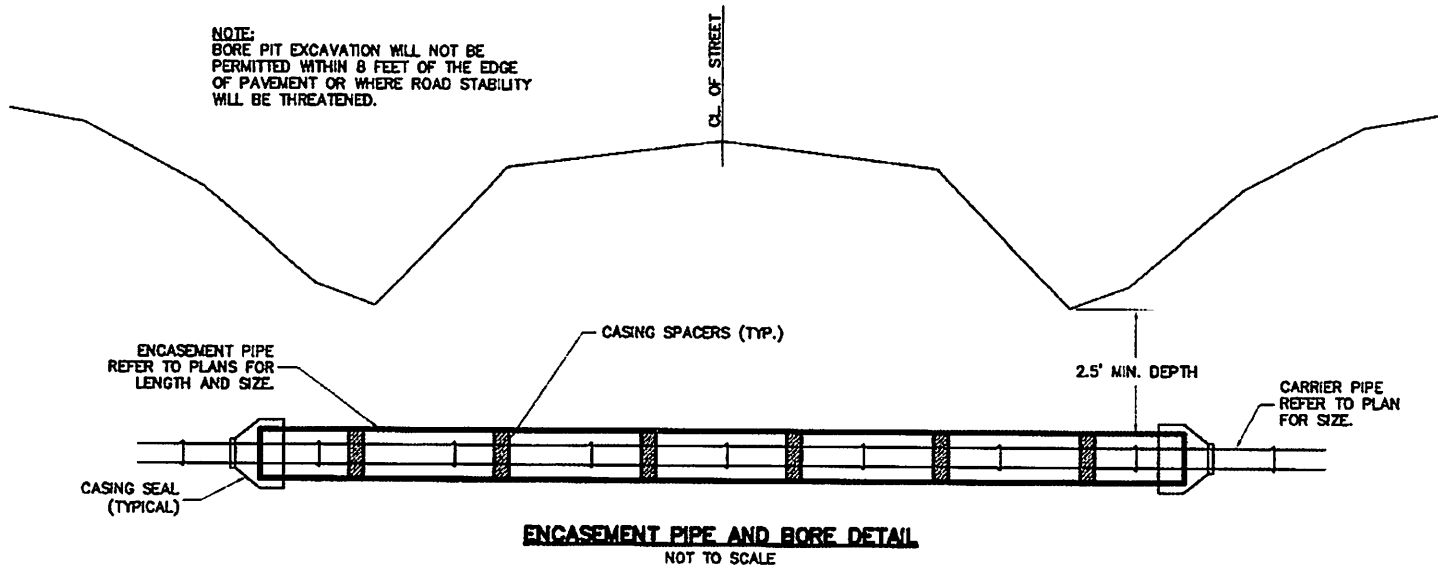 NOTE:
BORE PIT EXCAVATION WILL NOT BE
PERMITTED WITHIN 8 FEET OF THE EDGE
OF PAVEMENT OR WHERE ROAD STABILITY
WILL BE THREATENED.
CL. OF STREET
CASING SPACERS (TYP.)
ENCASEMENT PIPE
REFER TO PLANS FOR
LENGTH AND SIZE.
2.5' MIN. DEPTH
CARRIER PIPE
REFER TO PLAN
FOR SIZE.
CASING SEAL
(TYPICAL)
ENCASEMENT PIPE AND BORE DETAIL
NOT TO SCALE